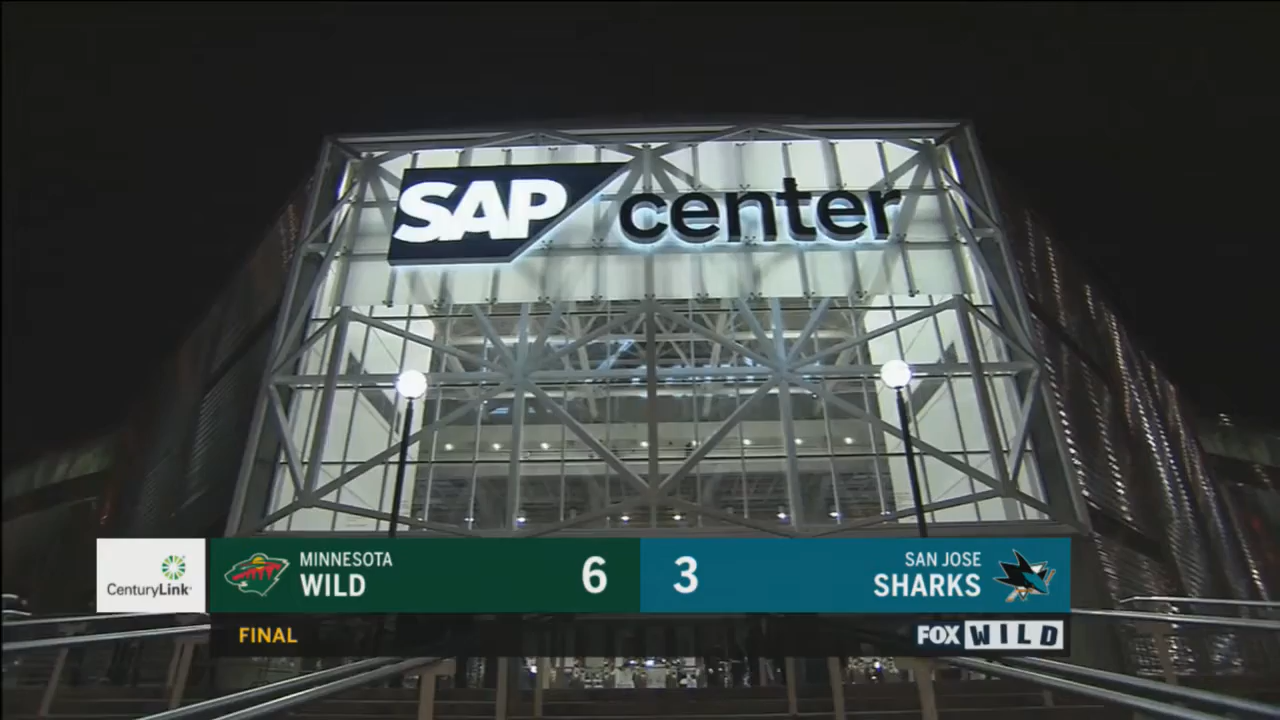 SAP center
CenturyLink
MINNESOTA
WILD
6
3
SAN JOSE
SHARKS
FINAL
FOX WILD